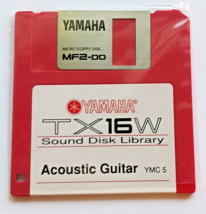 YAMAHA
MICRO FLOPPY DISK
MF2-DD
YAMAHA®
TX16W
Sound Disk Library
Acoustic Guitar YMC 5